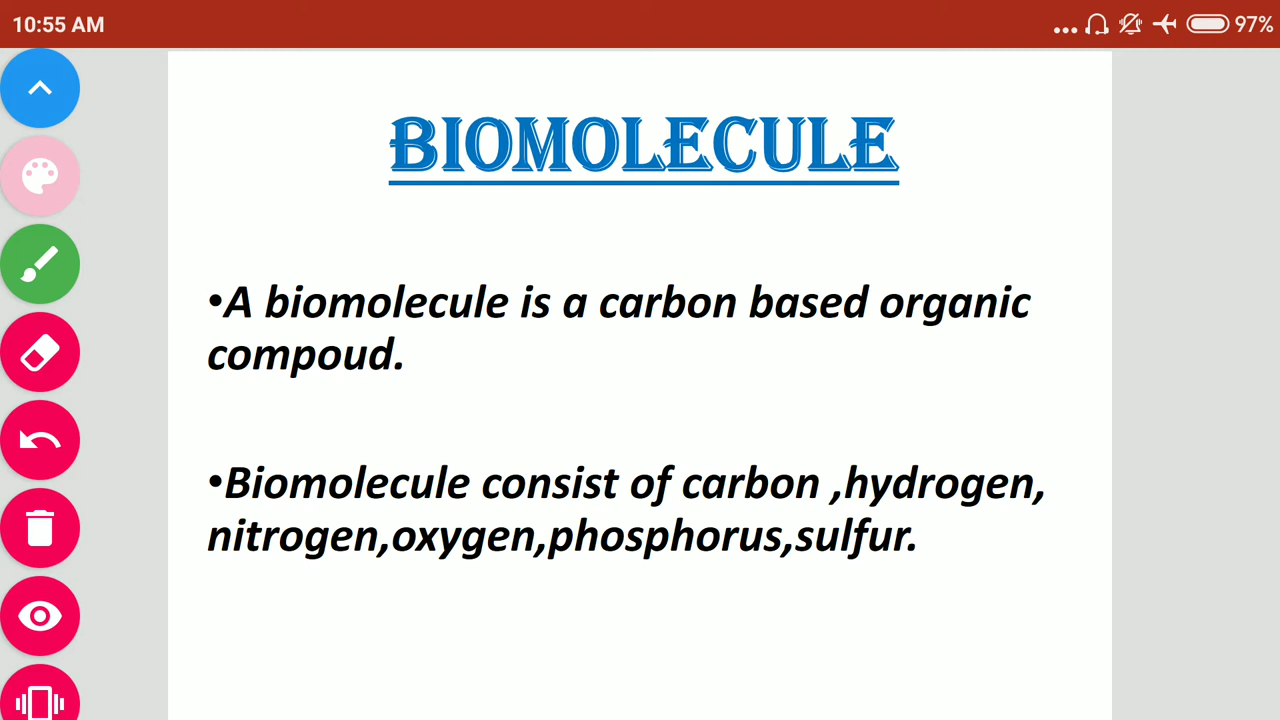 10:55 AM
97%
BIOMOLECULE
•A biomolecule is a carbon based organic
compoud.
•Biomolecule consist of carbon ,hydrogen,
nitrogen,oxygen,phosphorus,sulfur.